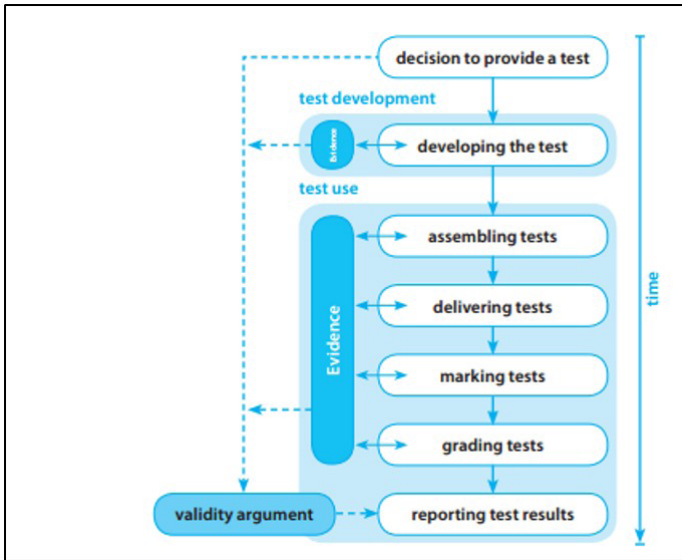 decision to provide a test
test development
Evidence
developing the test
test use
assembling tests
delivering tests
Evidence
marking tests
grading tests
validity argument
reporting test results
time